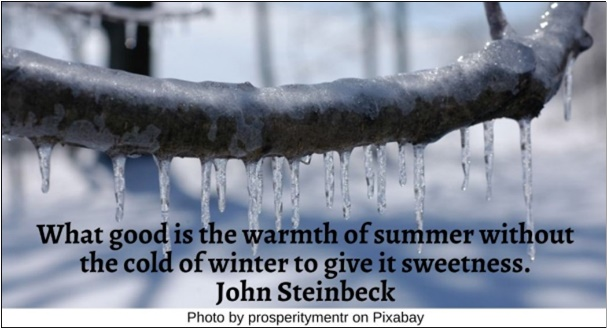 What good is the warmth of summer without
the cold of winter to give it sweetness.
John Steinbeck
Photo by prosperitymentr on Pixabay